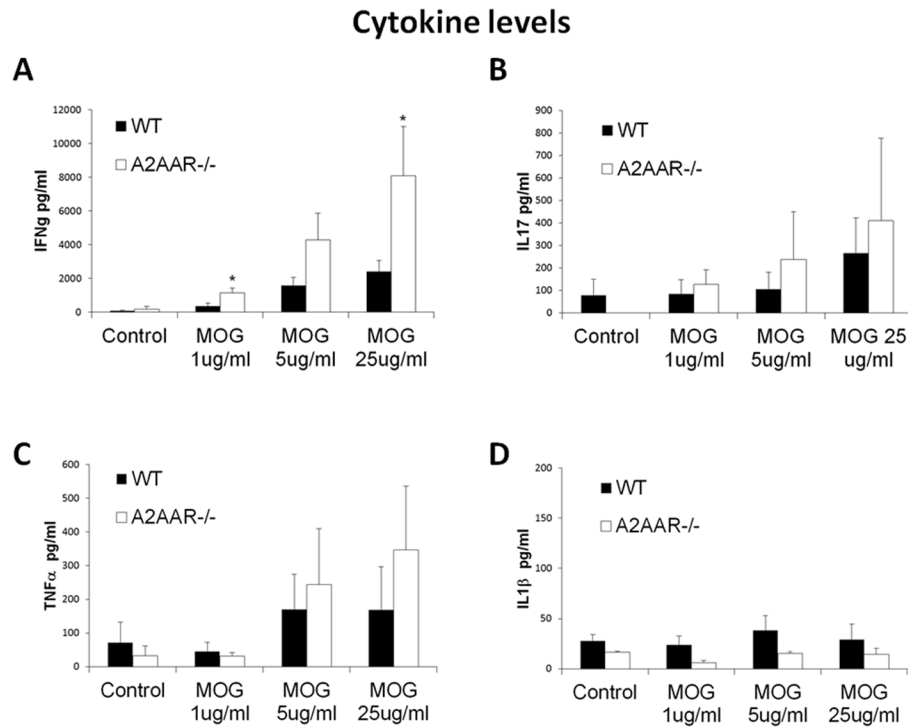 Cytokine levels
A
IFNg pg/ml
12000
10000
8000
6000
4000
2000
0
WT
A2AAR-/-
*
*
Control
MOG
1ug/ml
MOG
5ug/ml
MOG
25ug/ml
B
IL17 pg/ml
900
800
700
600
500
400
300
200
100
0
WT
A2AAR-/-
Control
MOG
1ug/ml
MOG
5ug/ml
MOG 25
ug/ml
C
TNFα pg/ml
600
500
400
300
200
100
0
WT
A2AAR-/-
Control
MOG
1ug/ml
MOG
5ug/ml
MOG
25ug/ml
D
IL1β pg/ml
200
150
100
50
0
WT
A2AAR-/-
Control
MOG
1ug/ml
MOG
5ug/ml
MOG
25ug/ml